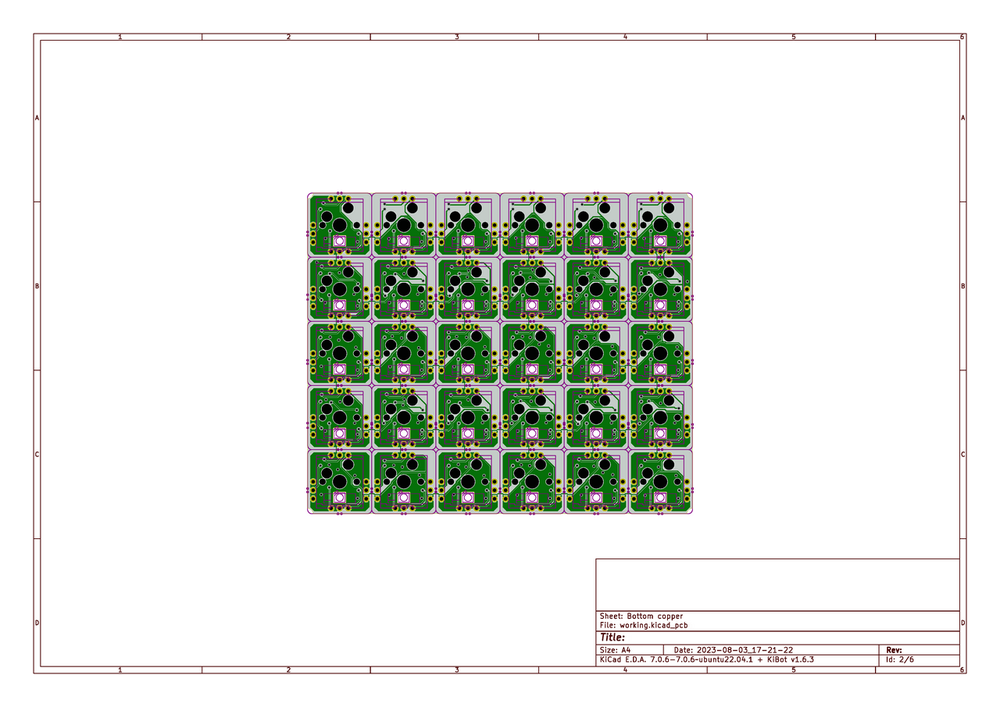 1 2 3 4 5 6
A A
B B
C C
D D
Sheet: Bottom copper
File: working.kicad_pcb
Title:
Size: A4 Date: 2023-08-03_17-21-22 Rev:
KiCad E.D.A. 7.0.6-7.0.6-ubuntu22.04.1 + KiBot v1.6.3 Id: 2/6
1 2 3 4 5 6